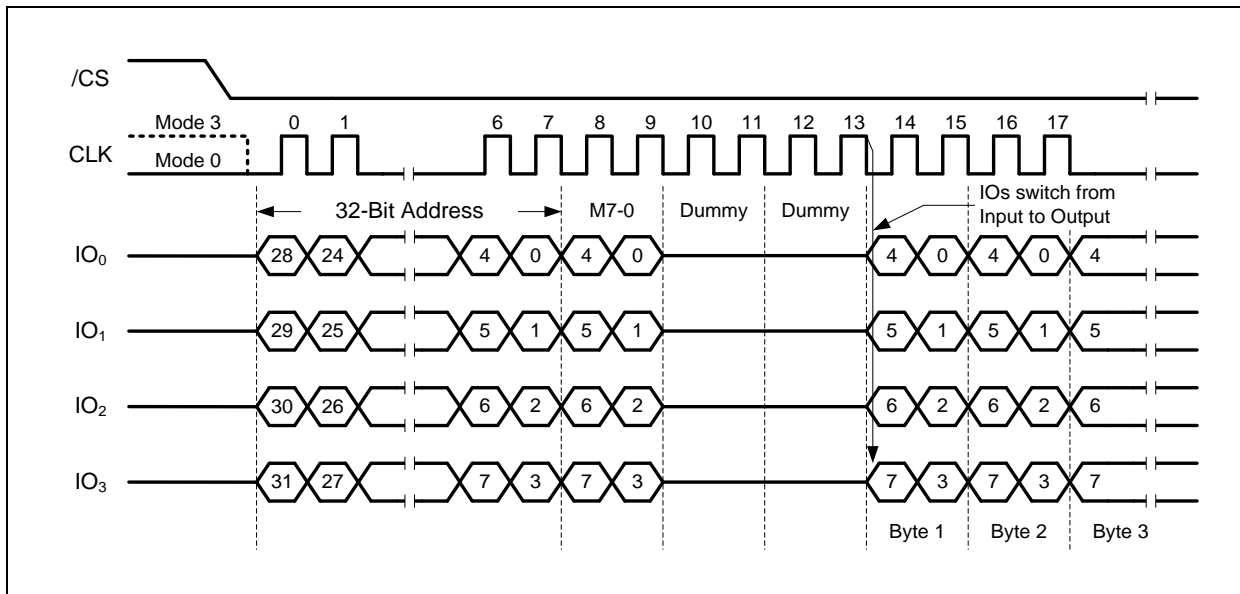 /CS
Mode 3 0 1 6 7 8 9 10 11 12 13 14 15 16 17
CLK
Mode 0
IOs switch from
Input to Output
32-Bit Address M7-0 Dummy Dummy
IO₀ 28 24 4 0 4 0 4 0 4 0 4
IO₁ 29 25 5 1 5 1 5 1 5 1 5
IO₂ 30 26 6 2 6 2 6 2 6 2 6
IO₃ 31 27 7 3 7 3 7 3 7 3 7
Byte 1 Byte 2 Byte 3